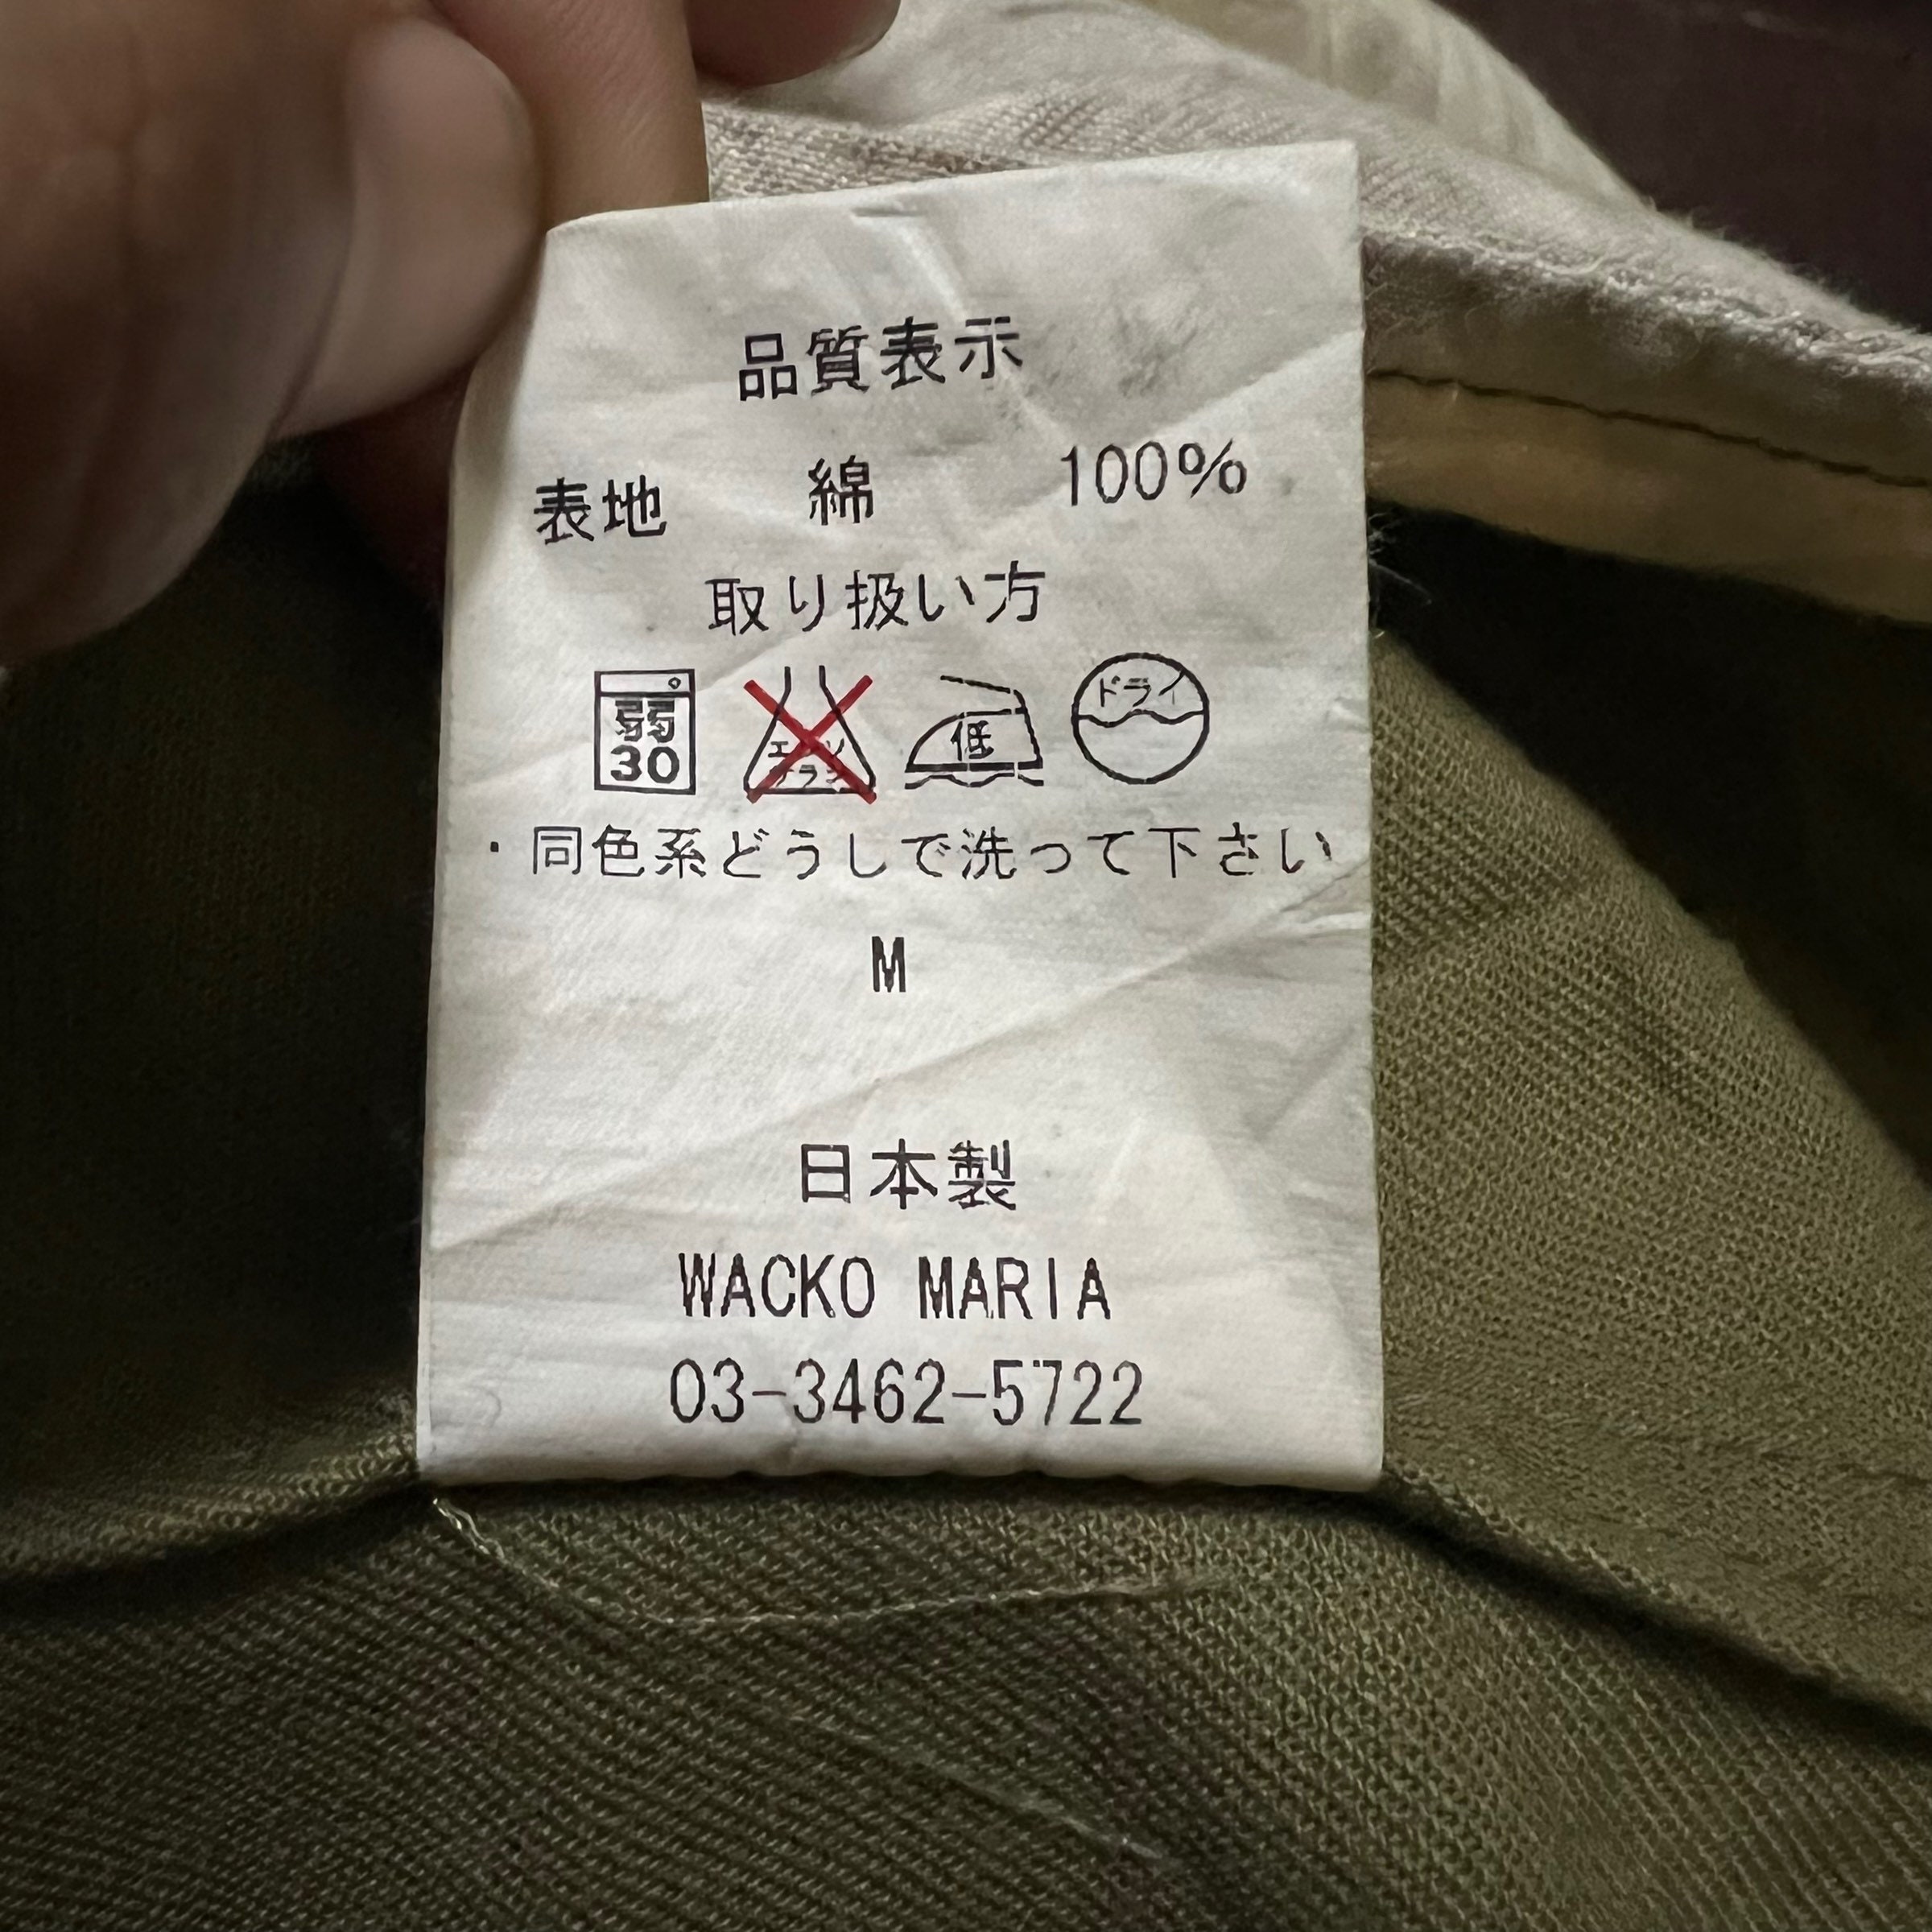 品質表示
表地 綿 100%
取り扱い方
弱 30 エンソ サラシ 低 ドライ
・同色系どうしで洗って下さい
M
日本製
WACKO MARIA
03-3462-5722